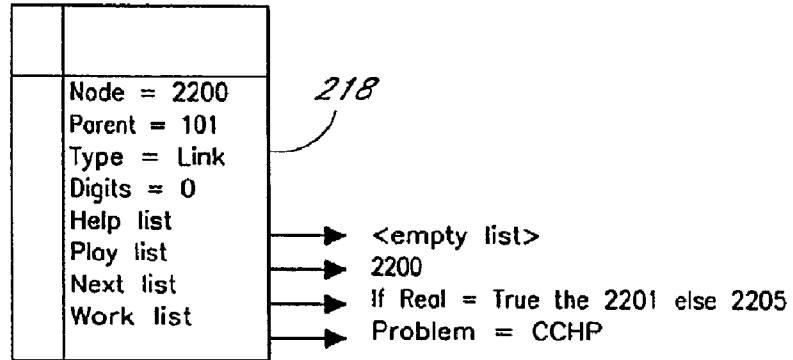 Node = 2200
218
Parent = 101
Type = Link
Digits = 0
Help list
<empty list>
Play list
2200
Next list
If Real = True the 2201 else 2205
Work list
Problem = CCHP